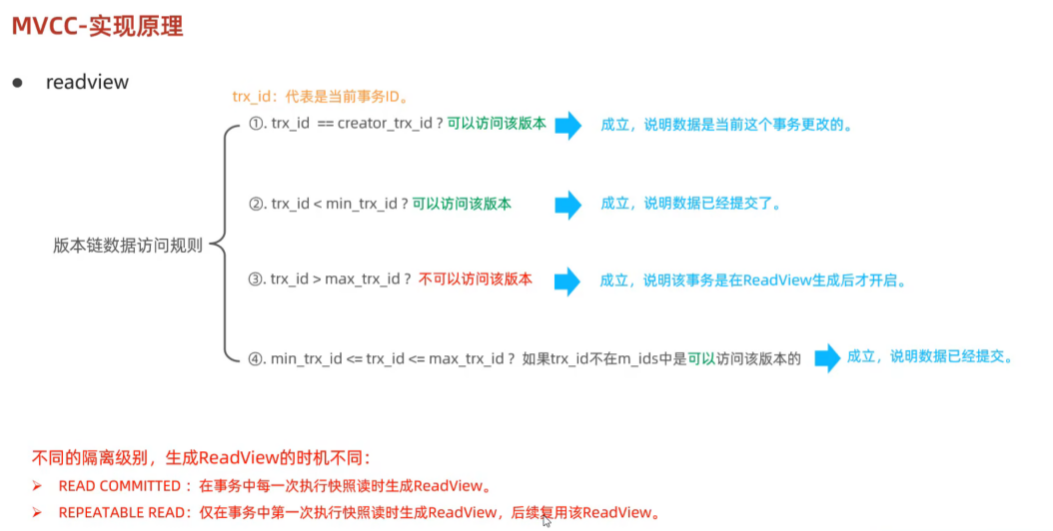 MVCC-实现原理
● readview
trx_id：代表是当前事务ID。
①. trx_id == creator_trx_id ? 可以访问该版本 成立，说明数据是当前这个事务更改的。
②. trx_id < min_trx_id ? 可以访问该版本 成立，说明数据已经提交了。
版本链数据访问规则
③. trx_id > max_trx_id ? 不可以访问该版本 成立，说明该事务是在ReadView生成后才开启。
④. min_trx_id <= trx_id <= max_trx_id ? 如果trx_id不在m_ids中是可以访问该版本的 成立，说明数据已经提交。
不同的隔离级别，生成ReadView的时机不同：
➢ READ COMMITTED ：在事务中每一次执行快照读时生成ReadView。
➢ REPEATABLE READ：仅在事务中第一次执行快照读时生成ReadView，后续复用该ReadView。